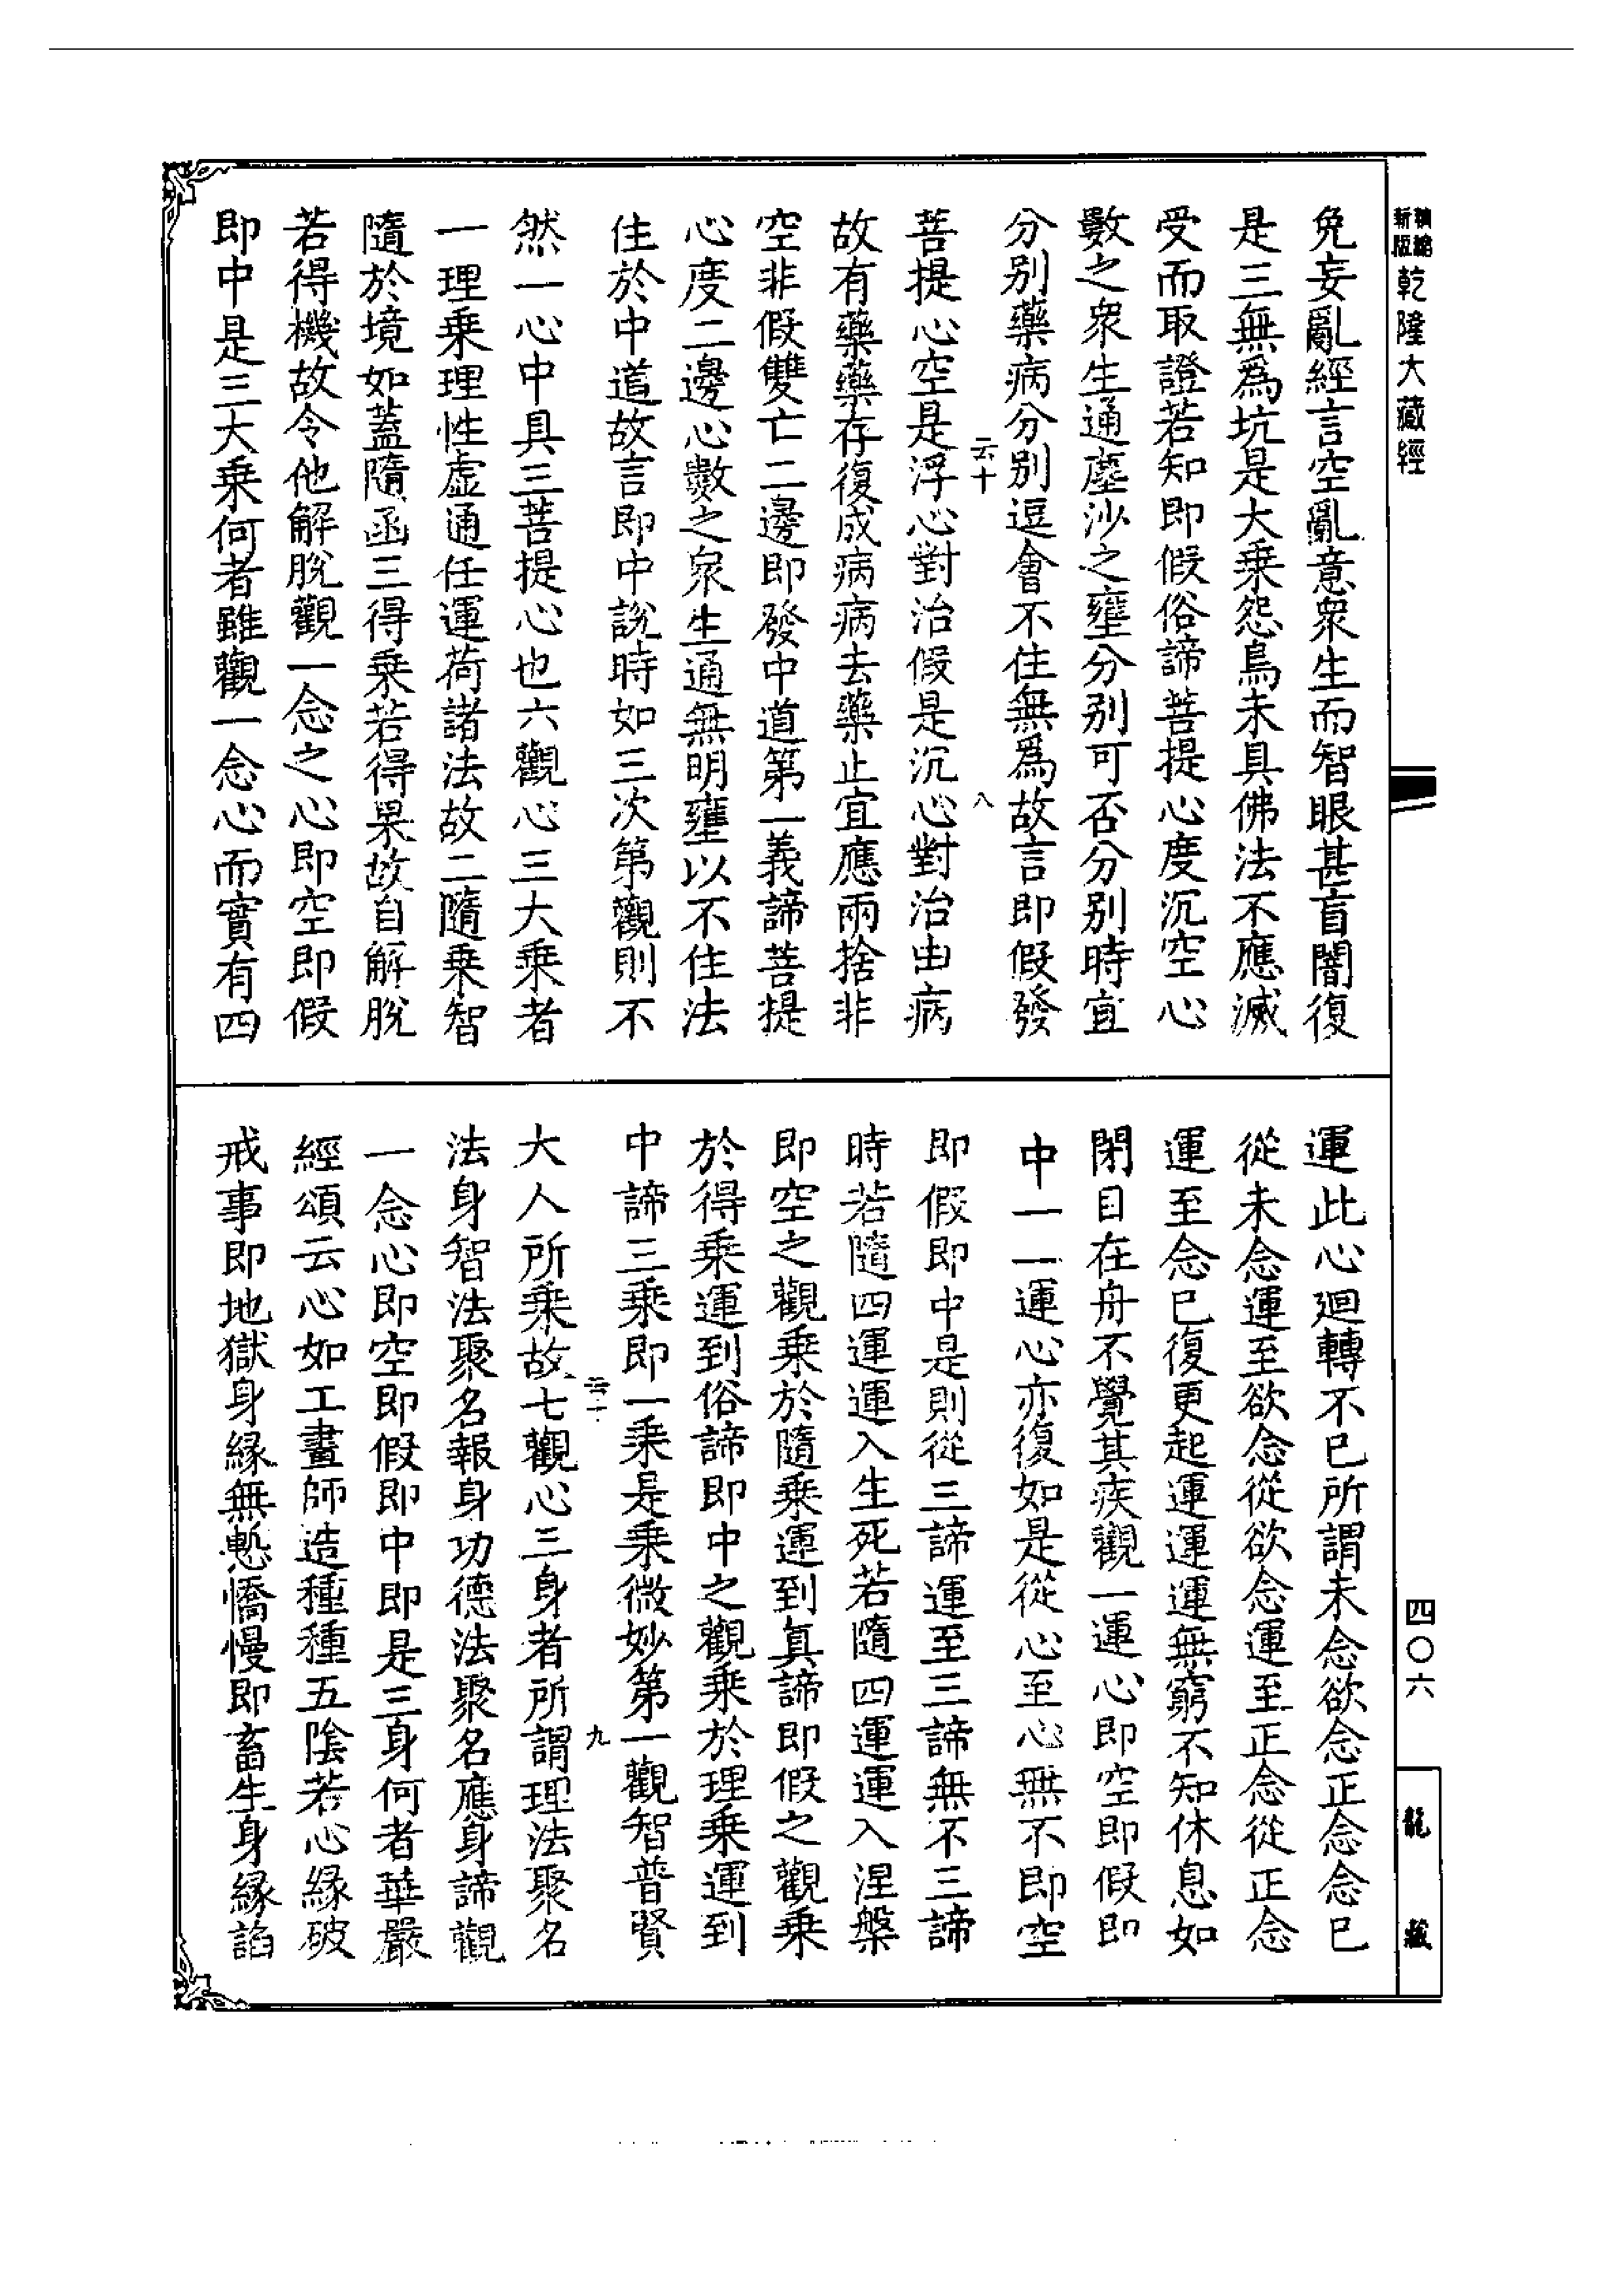 新版精縮
乾隆大藏經
免妄亂經言空亂意衆生而智眼甚盲闇復
是三無爲坑是大乘怨鳥未具佛法不應滅
受而取證若知即假俗諦菩提心度沉空心
數之衆生通塵沙之壅分別可否分別時宜
分別藥病分別逗會不住無爲故言即假發
云十
八
菩提心空是浮心對治假是沉心對治由病
故有藥藥存復成病病去藥止宜應兩捨非
空非假雙亡二邊即發中道第一義諦菩提
心度二邊心數之衆生通無明壅以不住法
住於中道故言即中說時如三次第觀則不
然一心中具三菩提心也六觀心三大乘者
一理乘理性虛通任運荷諸法故二隨乘智
隨於境如蓋隨函三得乘若得果故自解脫
若得機故令他解脫觀一念之心即空即假
即中是三大乘何者雖觀一念心而實有四
運此心迴轉不已所謂未念欲念正念念已
從未念運至欲念從欲念運至正念從正念
運至念已復更起運運運無窮不知休息如
閉目在舟不覺其疾觀一運心即空即假即
中一一運心亦復如是從心至心無不即空
即假即中是則從三諦運至三諦無不三諦
時若隨四運運入生死若隨四運運入涅槃
即空之觀乘於隨乘運到真諦即假之觀乘
於得乘運到俗諦即中之觀乘於理乘運到
中諦三乘即一乘是乘微妙第一觀智普賢
云十
九
大人所乘故七觀心三身者所謂理法聚名
法身智法聚名報身功德法聚名應身諦觀
一念心即空即假即中即是三身何者華嚴
經頌云心如工畫師造種種五陰若心緣破
戒事即地獄身緣無慙憍慢即畜生身緣諂
四〇六
龍藏